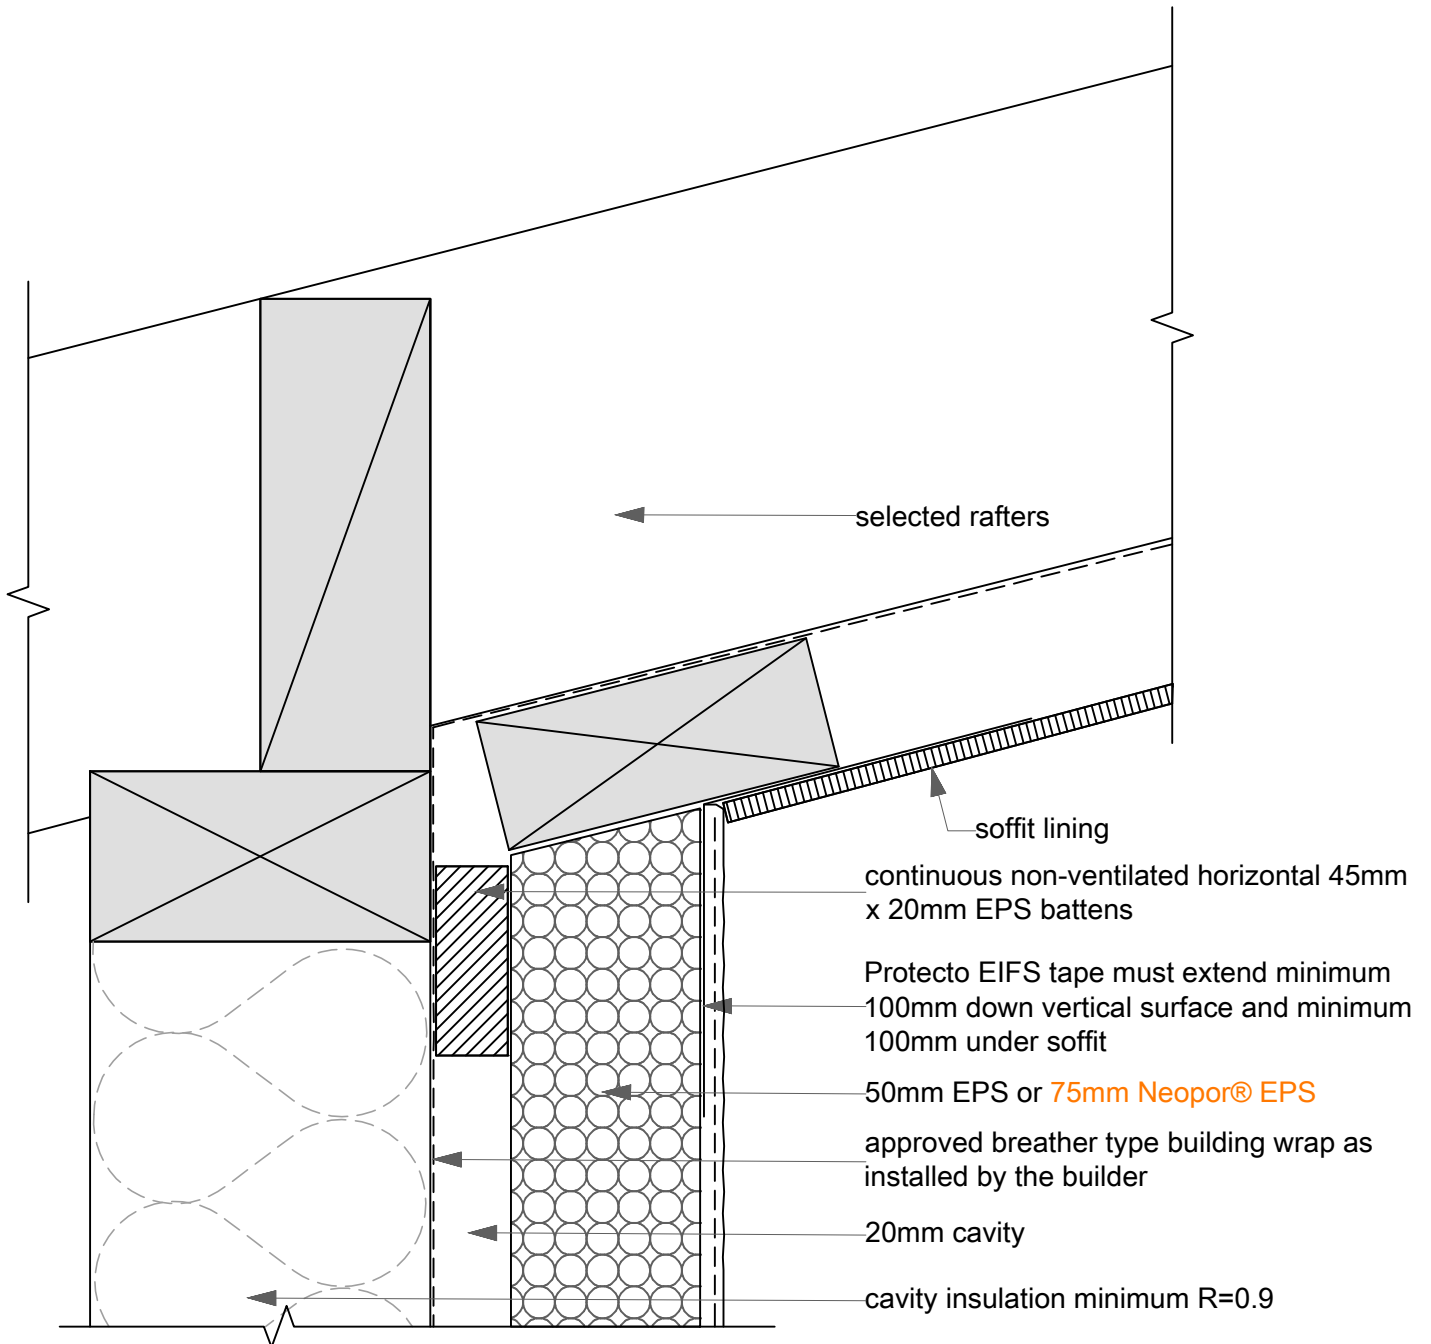 selected rafters
soffit lining
continuous non-ventilated horizontal 45mm
x 20mm EPS battens
Protecto EIFS tape must extend minimum
100mm down vertical surface and minimum
100mm under soffit
50mm EPS or 75mm Neopor® EPS
approved breather type building wrap as
installed by the builder
20mm cavity
cavity insulation minimum R=0.9